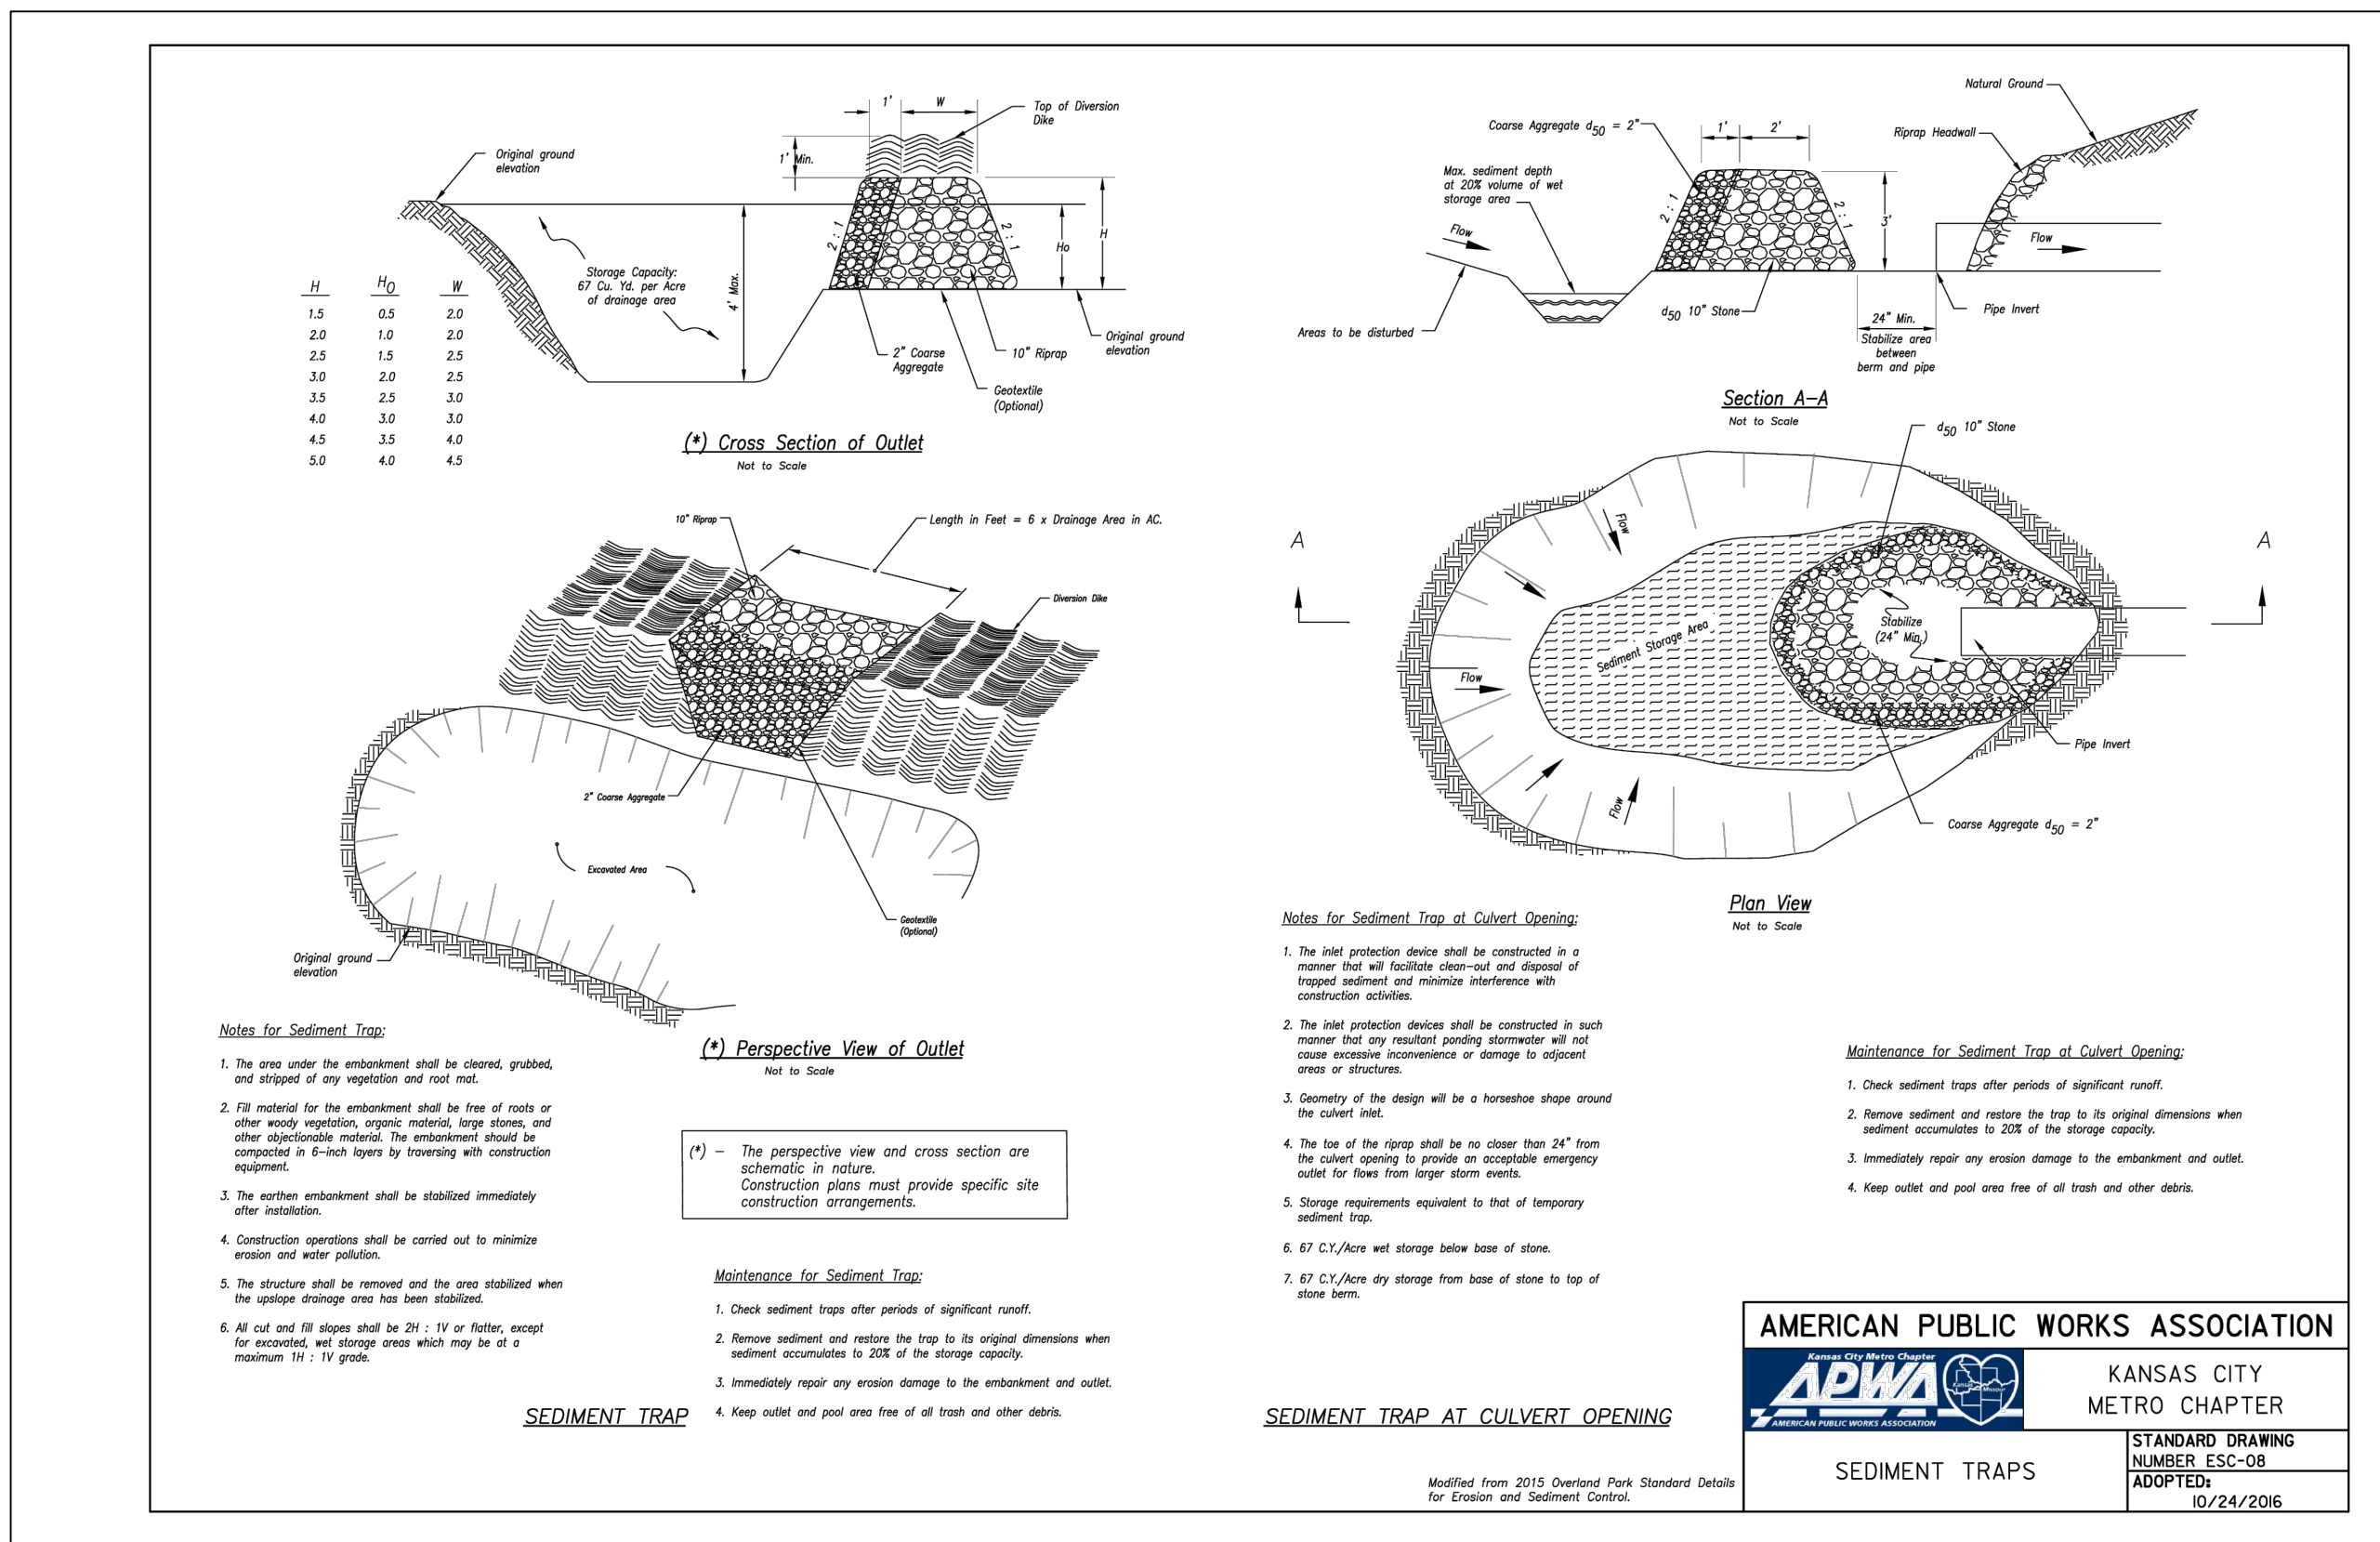 1'
W
Top of Diversion
Dike
1' Min.
Original ground
elevation
2 : 1
2 : 1
Ho
H
Storage Capacity:
67 Cu. Yd. per Acre
of drainage area
4' Max.
H H0 W
1.5 0.5 2.0
2.0 1.0 2.0
2.5 1.5 2.5
3.0 2.0 2.5
3.5 2.5 3.0
4.0 3.0 3.0
4.5 3.5 4.0
5.0 4.0 4.5
2" Coarse
Aggregate
10" Riprap
Original ground
elevation
Geotextile
(Optional)
(*) Cross Section of Outlet
Not to Scale
10" Riprap
Length in Feet = 6 x Drainage Area in AC.
Diversion Dike
2" Coarse Aggregate
Excavated Area
Geotextile
(Optional)
Original ground
elevation
(*) Perspective View of Outlet
Not to Scale
Notes for Sediment Trap:
1. The area under the embankment shall be cleared, grubbed,
and stripped of any vegetation and root mat.
2. Fill material for the embankment shall be free of roots or
other woody vegetation, organic material, large stones, and
other objectionable material. The embankment should be
compacted in 6-inch layers by traversing with construction
equipment.
3. The earthen embankment shall be stabilized immediately
after installation.
4. Construction operations shall be carried out to minimize
erosion and water pollution.
5. The structure shall be removed and the area stabilized when
the upslope drainage area has been stabilized.
6. All cut and fill slopes shall be 2H : 1V or flatter, except
for excavated, wet storage areas which may be at a
maximum 1H : 1V grade.
(*) - The perspective view and cross section are
schematic in nature.
Construction plans must provide specific site
construction arrangements.
Maintenance for Sediment Trap:
1. Check sediment traps after periods of significant runoff.
2. Remove sediment and restore the trap to its original dimensions when
sediment accumulates to 20% of the storage capacity.
3. Immediately repair any erosion damage to the embankment and outlet.
4. Keep outlet and pool area free of all trash and other debris.
SEDIMENT TRAP
Natural Ground
Coarse Aggregate d50 = 2"
1'
2'
Riprap Headwall
Max. sediment depth
at 20% volume of wet
storage area
2 : 1
2 : 1
3'
Flow
Flow
Areas to be disturbed
d50 10" Stone
24" Min.
Stabilize area
between
berm and pipe
Pipe Invert
Section A-A
Not to Scale
d50 10" Stone
A
A
Flow
Stabilize
(24" Min.)
Sediment Storage Area
Flow
Pipe Invert
Flow
Coarse Aggregate d50 = 2"
Plan View
Not to Scale
Notes for Sediment Trap at Culvert Opening:
1. The inlet protection device shall be constructed in a
manner that will facilitate clean-out and disposal of
trapped sediment and minimize interference with
construction activities.
2. The inlet protection devices shall be constructed in such
manner that any resultant ponding stormwater will not
cause excessive inconvenience or damage to adjacent
areas or structures.
3. Geometry of the design will be a horseshoe shape around
the culvert inlet.
4. The toe of the riprap shall be no closer than 24" from
the culvert opening to provide an acceptable emergency
outlet for flows from larger storm events.
5. Storage requirements equivalent to that of temporary
sediment trap.
6. 67 C.Y./Acre wet storage below base of stone.
7. 67 C.Y./Acre dry storage from base of stone to top of
stone berm.
Maintenance for Sediment Trap at Culvert Opening:
1. Check sediment traps after periods of significant runoff.
2. Remove sediment and restore the trap to its original dimensions when
sediment accumulates to 20% of the storage capacity.
3. Immediately repair any erosion damage to the embankment and outlet.
4. Keep outlet and pool area free of all trash and other debris.
SEDIMENT TRAP AT CULVERT OPENING
Modified from 2015 Overland Park Standard Details
for Erosion and Sediment Control.
AMERICAN PUBLIC WORKS ASSOCIATION
Kansas City Metro Chapter
APWA
Kansas
Missouri
AMERICAN PUBLIC WORKS ASSOCIATION
KANSAS CITY
METRO CHAPTER
SEDIMENT TRAPS
STANDARD DRAWING
NUMBER ESC-08
ADOPTED:
10/24/2016